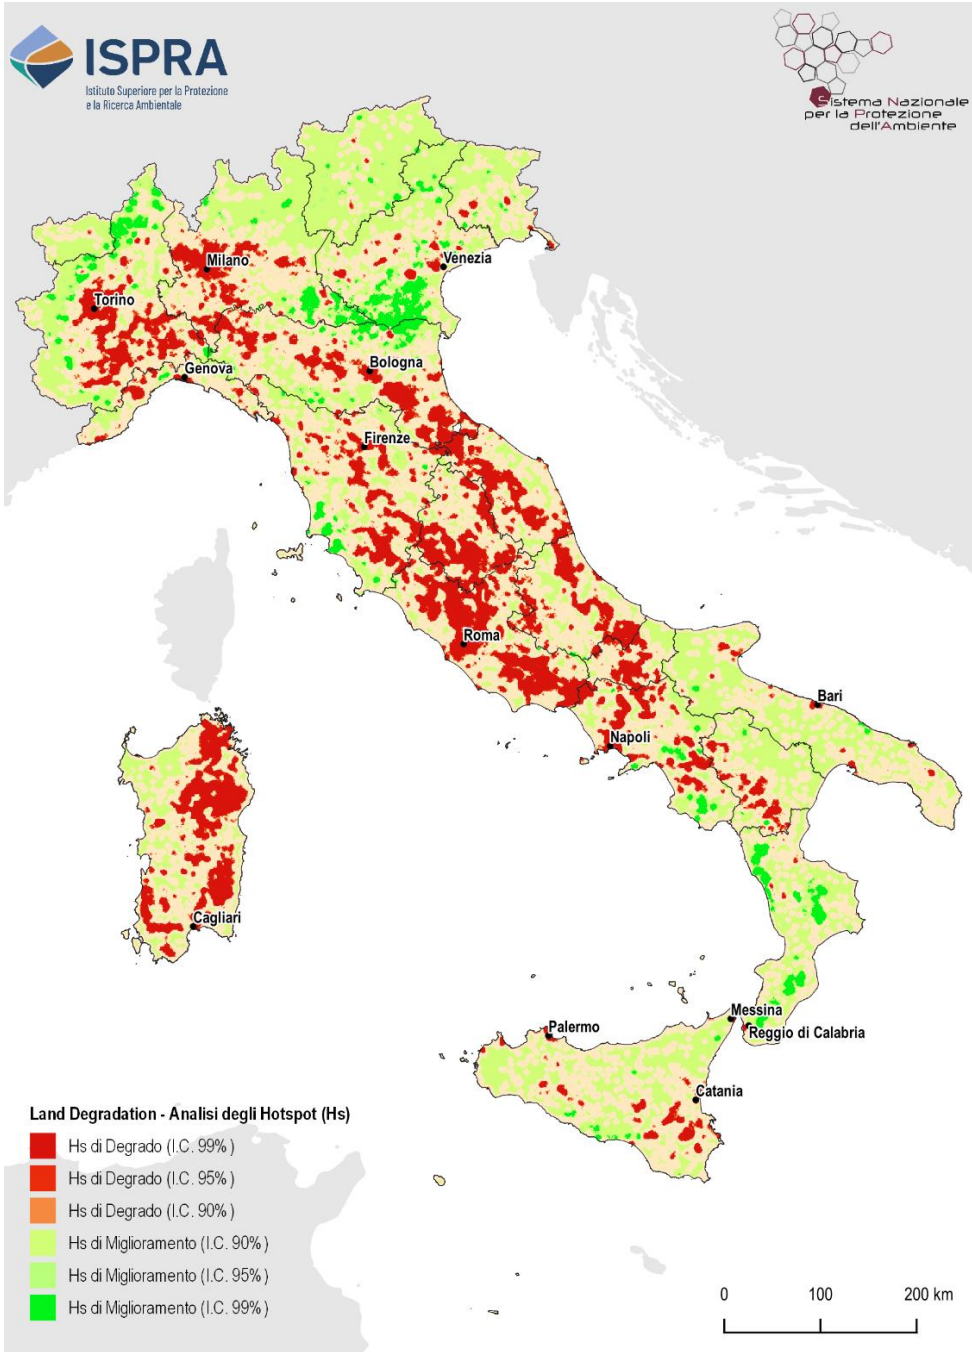 ISPRA
Istituto Superiore per la Protezione
e la Ricerca Ambientale
Sistema Nazionale
per la Protezione
dell'Ambiente
Milano
Venezia
Torino
Genova
Bologna
Firenze
Roma
Bari
Napoli
Cagliari
Messina
Palermo
Reggio di Calabria
Catania
Land Degradation - Analisi degli Hotspot (Hs)
Hs di Degrado (I.C. 99%)
Hs di Degrado (I.C. 95%)
Hs di Degrado (I.C. 90%)
Hs di Miglioramento (I.C. 90%)
Hs di Miglioramento (I.C. 95%)
Hs di Miglioramento (I.C. 99%)
0 100 200 km